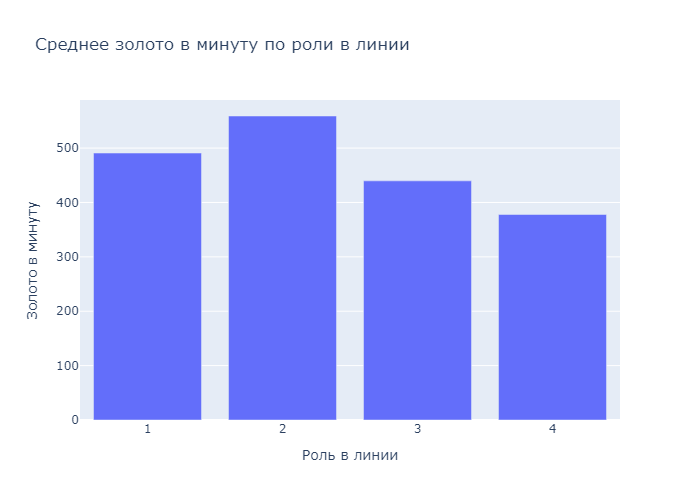 Среднее золото в минуту по роли в линии
Золото в минуту
500
400
300
200
100
0
1 2 3 4
Роль в линии